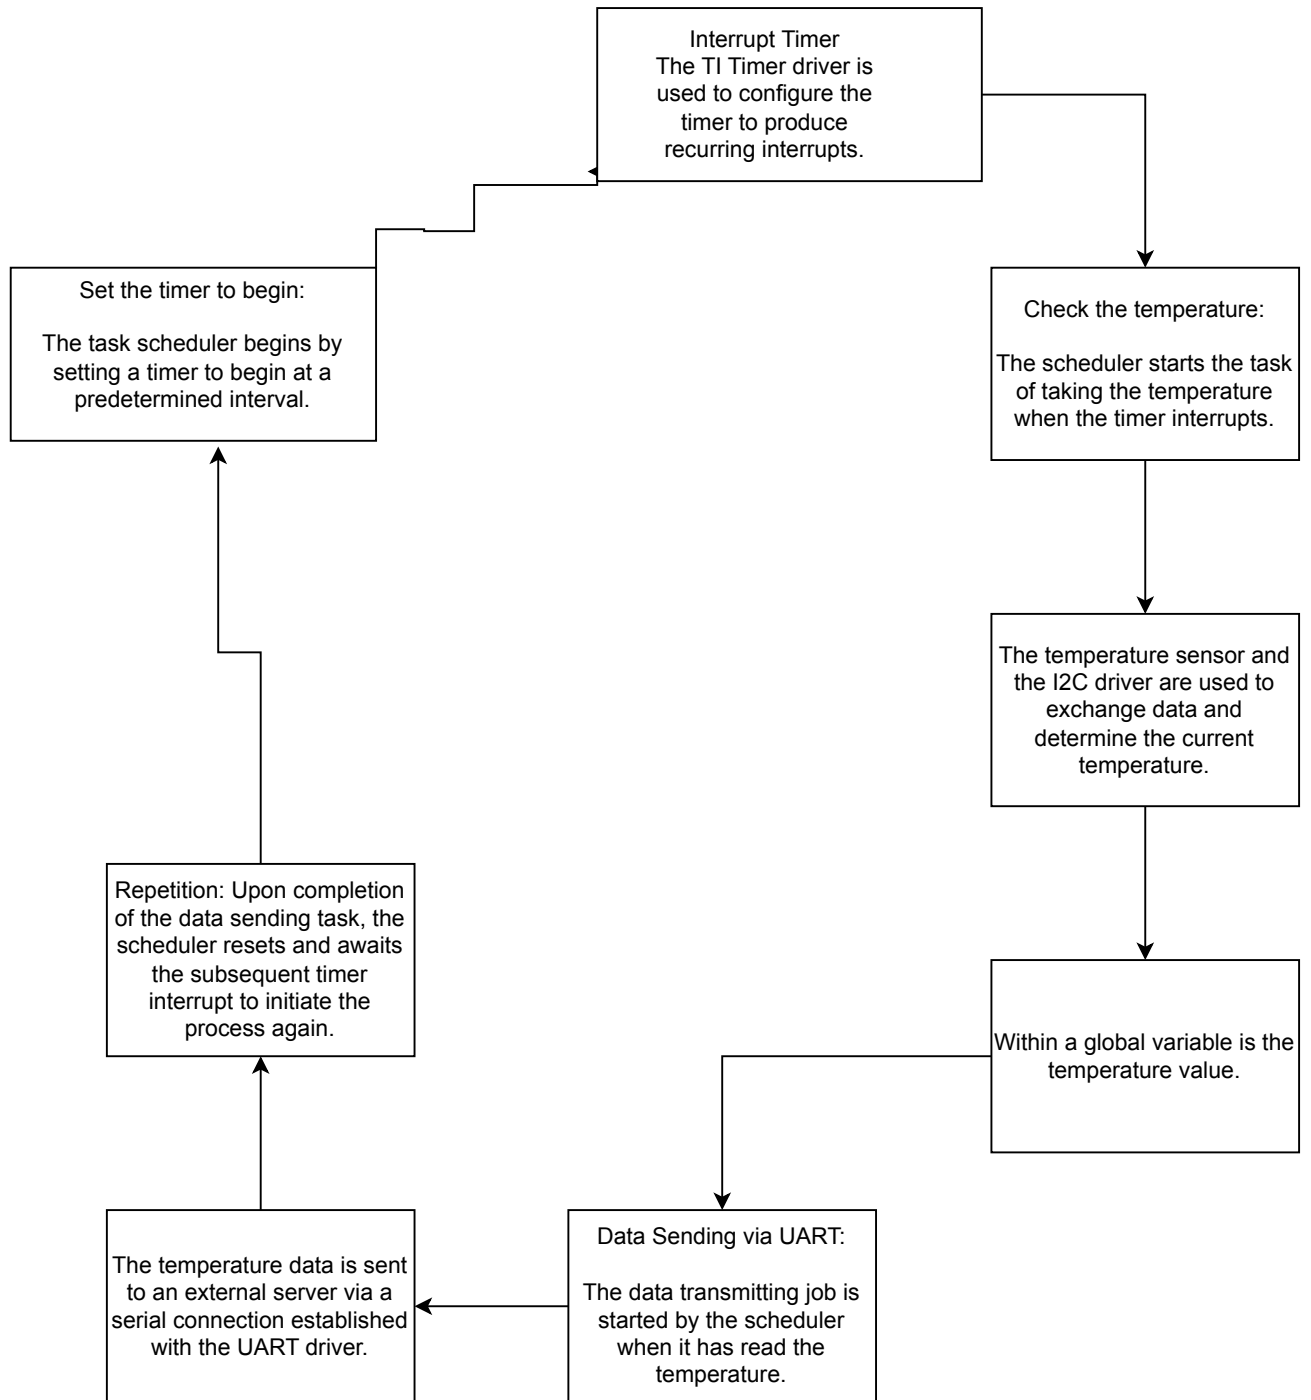 Interrupt Timer
The TI Timer driver is
used to configure the
timer to produce
recurring interrupts.
Set the timer to begin:
The task scheduler begins by
setting a timer to begin at a
predetermined interval.
Check the temperature:
The scheduler starts the task
of taking the temperature
when the timer interrupts.
The temperature sensor and
the I2C driver are used to
exchange data and
determine the current
temperature.
Repetition: Upon completion
of the data sending task, the
scheduler resets and awaits
the subsequent timer
interrupt to initiate the
process again.
Within a global variable is the
temperature value.
The temperature data is sent
to an external server via a
serial connection established
with the UART driver.
Data Sending via UART:
The data transmitting job is
started by the scheduler
when it has read the
temperature.